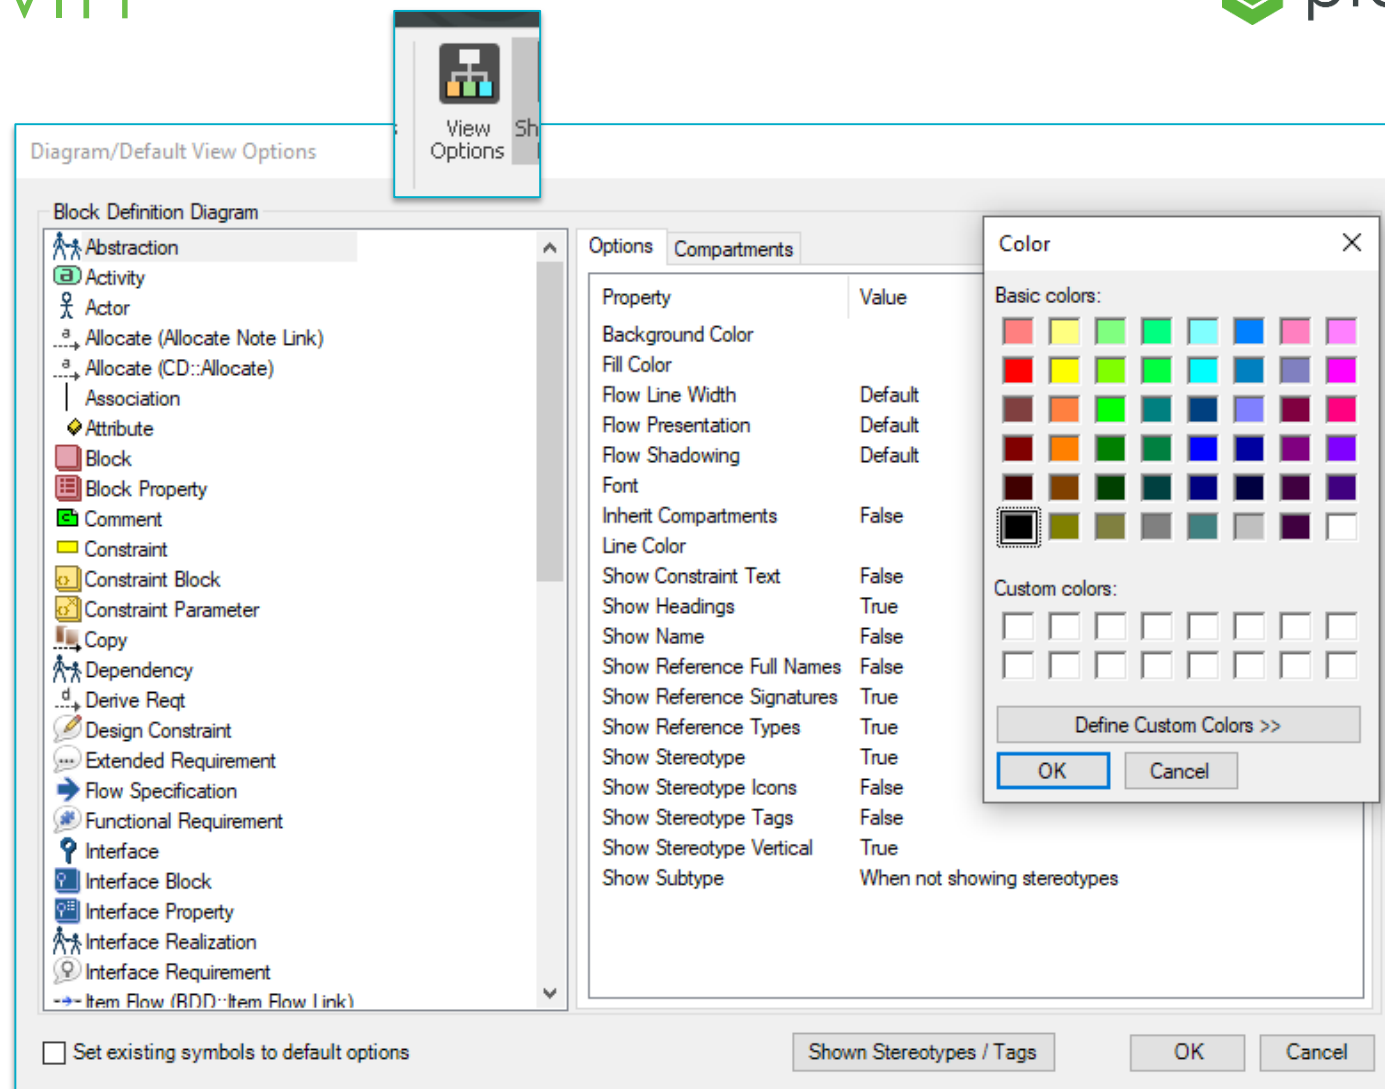 View
Options
Sh
Diagram/Default View Options
Block Definition Diagram
Abstraction
Activity
Actor
Allocate (Allocate Note Link)
Allocate (CD::Allocate)
Association
Attribute
Block
Block Property
Comment
Constraint
Constraint Block
Constraint Parameter
Copy
Dependency
Derive Reqt
Design Constraint
Extended Requirement
Flow Specification
Functional Requirement
Interface
Interface Block
Interface Property
Interface Realization
Interface Requirement
Item Flow (BDD::Item Flow Link)
Options Compartments
Property Value
Background Color
Fill Color
Flow Line Width Default
Flow Presentation Default
Flow Shadowing Default
Font
Inherit Compartments False
Line Color
Show Constraint Text False
Show Headings True
Show Name False
Show Reference Full Names False
Show Reference Signatures True
Show Reference Types True
Show Stereotype True
Show Stereotype Icons False
Show Stereotype Tags False
Show Stereotype Vertical True
Show Subtype When not showing stereotypes
Color
Basic colors:
Custom colors:
Define Custom Colors >>
OK Cancel
Set existing symbols to default options
Shown Stereotypes / Tags OK Cancel